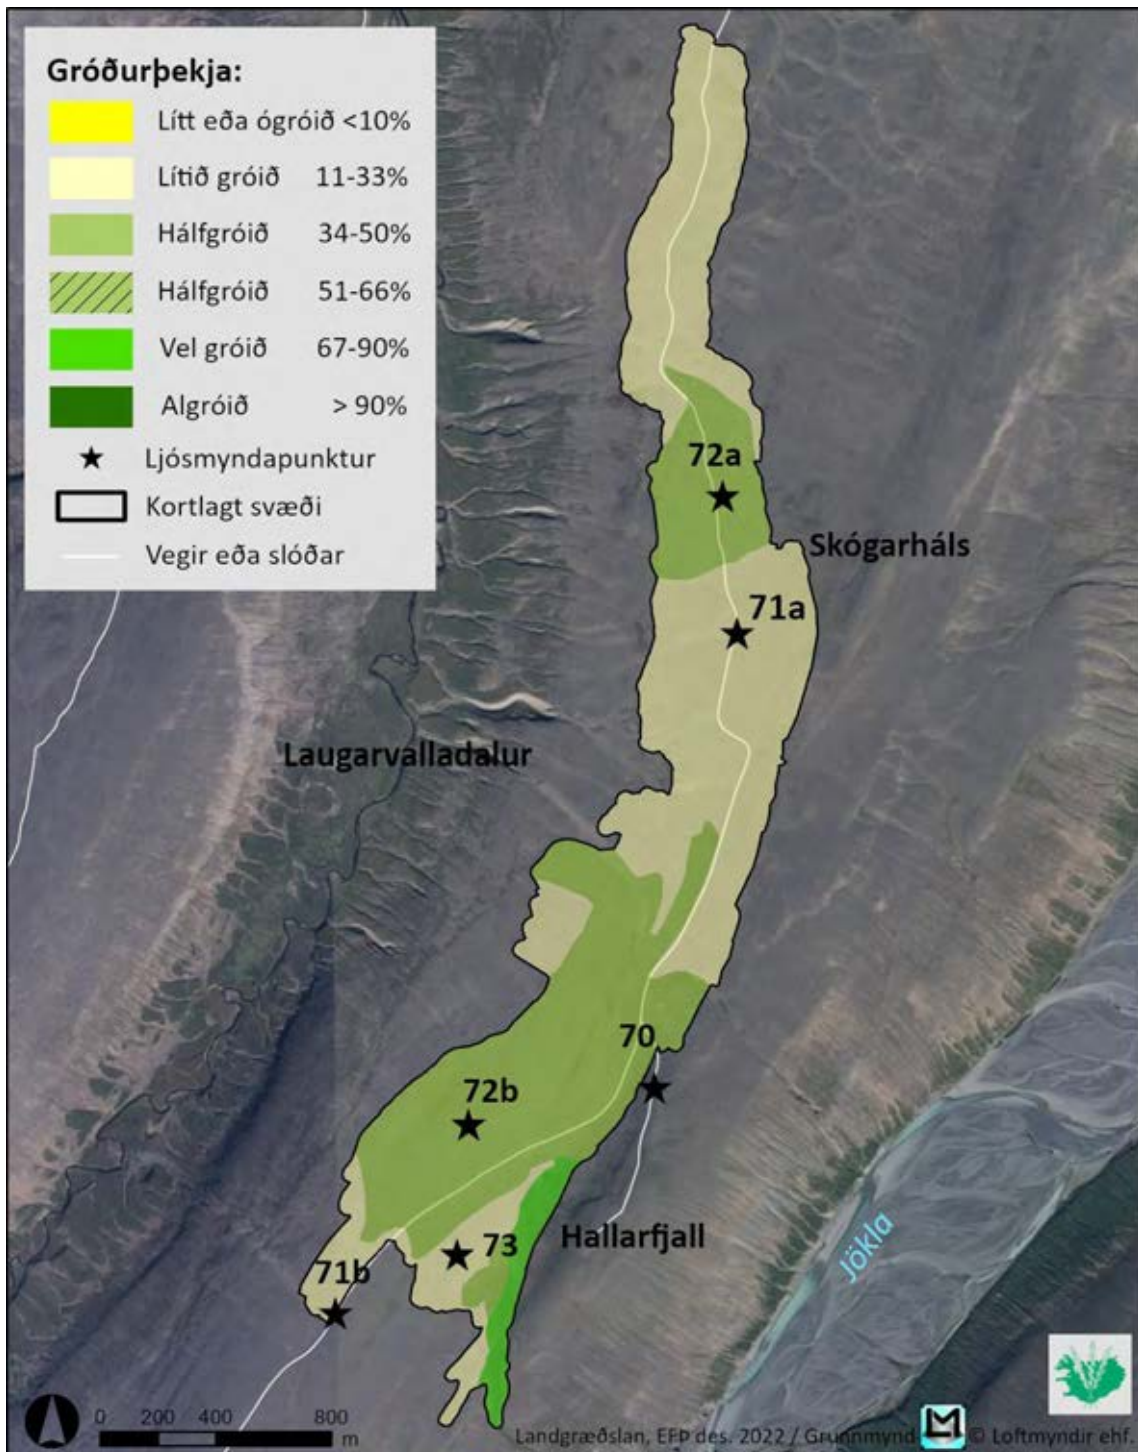 Gróðurþekja:
Lítt eða ógróið <10%
Lítið gróið 11-33%
Hálfgróið 34-50%
Hálfgróið 51-66%
Vel gróið 67-90%
Algróið > 90%
Ljósmyndapunktur
Kortlagt svæði
Vegir eða slóðar
72a
Skógarháls
71a
Laugarvalladalur
70
72b
Hallarfjall
73
71b
Jökla
0 200 400 800
m
Landgræðslan, EFÞ des. 2022 / Grunnmynd © Loftmyndir ehf.